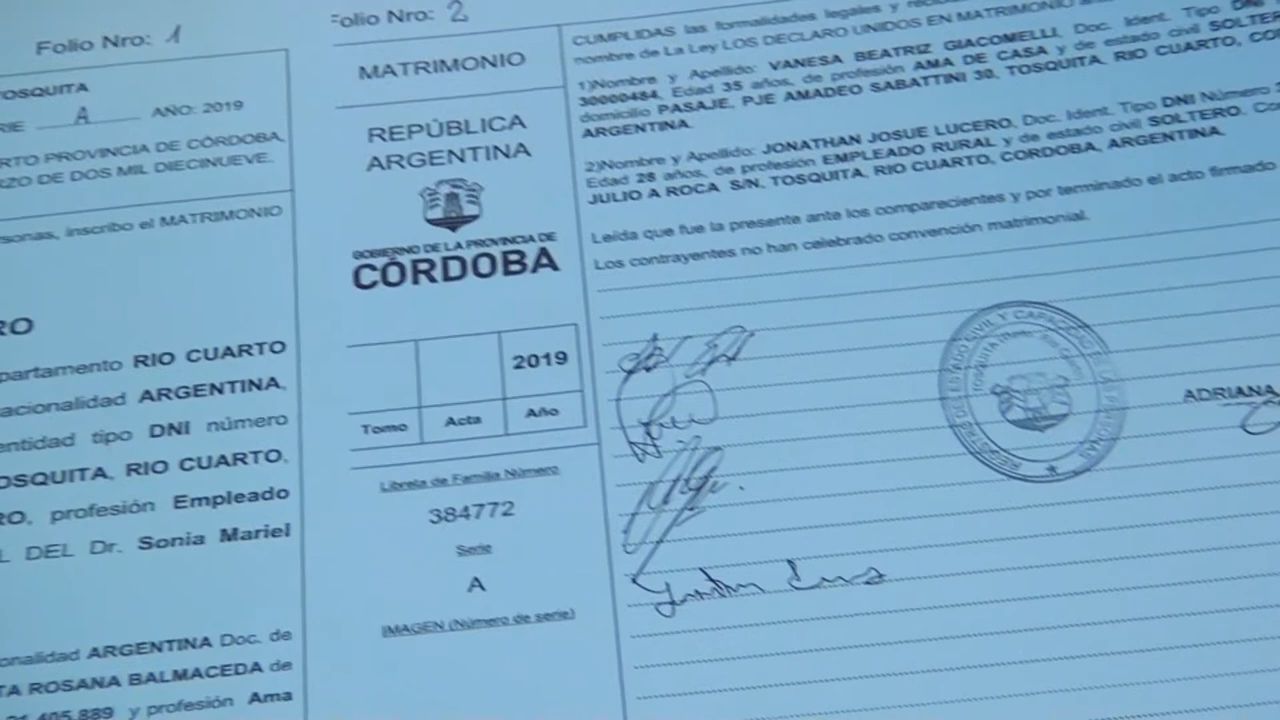 Folio Nro: 1
OSQUITA
RIE A AÑO: 2019
RTO PROVINCIA DE CÓRDOBA,
RZO DE DOS MIL DIECINUEVE.
sonas, inscribo el MATRIMONIO
RO
partamento RIO CUARTO
acionalidad ARGENTINA,
entidad tipo DNI número
OSQUITA, RIO CUARTO,
RO, profesión Empleado
L DEL Dr. Sonia Mariel
onalidad ARGENTINA Doc. de
TA ROSANA BALMACEDA de
405.889 y profesión Ama
Folio Nro: 2
MATRIMONIO
REPÚBLICA
ARGENTINA
GOBIERNO DE LA PROVINCIA DE
CÓRDOBA
2019
Tomo Acta Año
Libreta de Familia Número
384772
Serie
A
IMAGEN (Número de serie)
CUMPLIDAS las formalidades legales y
nombre de La Ley LOS DECLARO UNIDOS EN MATRIMONIO
1)Nombre y Apellido: VANESA BEATRIZ GIACOMELLI, Doc. Ident. Tipo DNI
30000484, Edad 35 años, de profesión AMA DE CASA y de estado civil SOLTERO
domicilio PASAJE, PJE AMADEO SABATTINI 30, TOSQUITA, RIO CUARTO,
ARGENTINA.
2)Nombre y Apellido: JONATHAN JOSUE LUCERO, Doc. Ident. Tipo DNI Número
Edad 28 años, de profesión EMPLEADO RURAL y de estado civil SOLTERO.
JULIO A ROCA S/N, TOSQUITA, RIO CUARTO, CORDOBA, ARGENTINA.
Leída que fue la presente ante los comparecientes y por terminado el acto firmado
Los contrayentes no han celebrado convención matrimonial.
ADRIANA